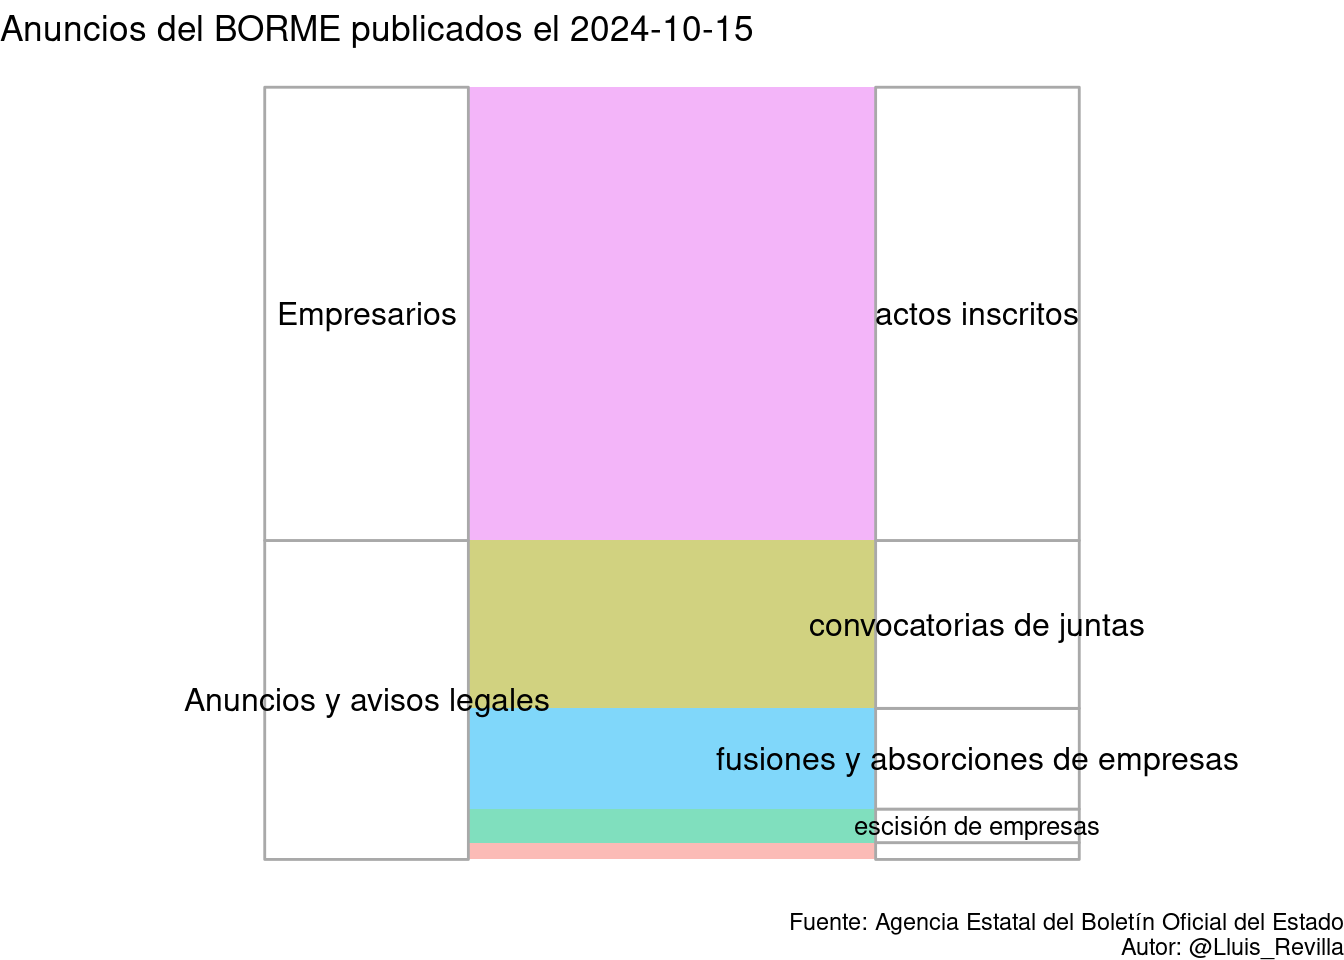 Anuncios del BORME publicados el 2024-10-15
Empresarios
actos inscritos
convocatorias de juntas
Anuncios y avisos legales
fusiones y absorciones de empresas
escisión de empresas
Fuente: Agencia Estatal del Boletín Oficial del Estado
Autor: @Lluis_Revilla